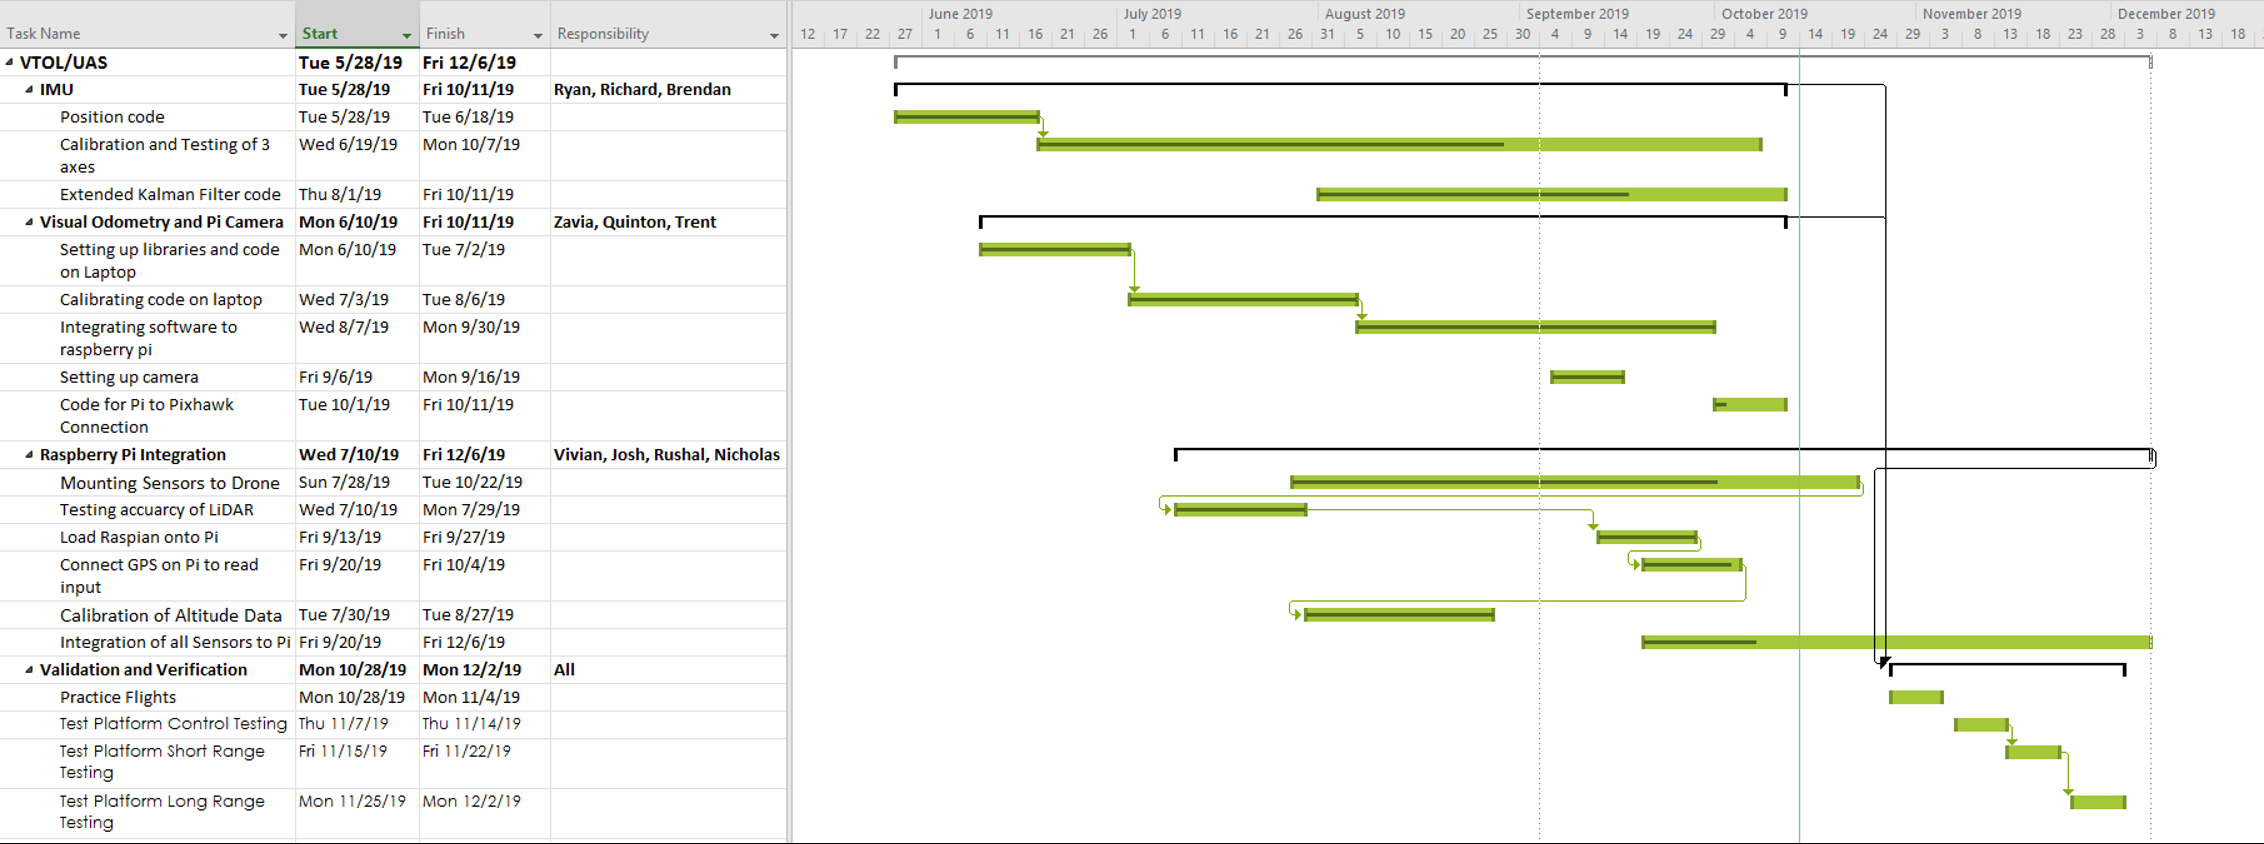 Task Name Start Finish Responsibility
June 2019 July 2019 August 2019 September 2019 October 2019 November 2019 December 2019
12 17 22 27 1 6 11 16 21 26 1 6 11 16 21 26 31 5 10 15 20 25 30 4 9 14 19 24 29 4 9 14 19 24 29 3 8 13 18 23 28 3 8 13 18
VTOL/UAS Tue 5/28/19 Fri 12/6/19
IMU Tue 5/28/19 Fri 10/11/19 Ryan, Richard, Brendan
Position code Tue 5/28/19 Tue 6/18/19
Calibration and Testing of 3 Wed 6/19/19 Mon 10/7/19
axes
Extended Kalman Filter code Thu 8/1/19 Fri 10/11/19
Visual Odometry and Pi Camera Mon 6/10/19 Fri 10/11/19 Zavia, Quinton, Trent
Setting up libraries and code Mon 6/10/19 Tue 7/2/19
on Laptop
Calibrating code on laptop Wed 7/3/19 Tue 8/6/19
Integrating software to Wed 8/7/19 Mon 9/30/19
raspberry pi
Setting up camera Fri 9/6/19 Mon 9/16/19
Code for Pi to Pixhawk Tue 10/1/19 Fri 10/11/19
Connection
Raspberry Pi Integration Wed 7/10/19 Fri 12/6/19 Vivian, Josh, Rushal, Nicholas
Mounting Sensors to Drone Sun 7/28/19 Tue 10/22/19
Testing accuarcy of LiDAR Wed 7/10/19 Mon 7/29/19
Load Raspian onto Pi Fri 9/13/19 Fri 9/27/19
Connect GPS on Pi to read Fri 9/20/19 Fri 10/4/19
input
Calibration of Altitude Data Tue 7/30/19 Tue 8/27/19
Integration of all Sensors to Pi Fri 9/20/19 Fri 12/6/19
Validation and Verification Mon 10/28/19 Mon 12/2/19 All
Practice Flights Mon 10/28/19 Mon 11/4/19
Test Platform Control Testing Thu 11/7/19 Thu 11/14/19
Test Platform Short Range Fri 11/15/19 Fri 11/22/19
Testing
Test Platform Long Range Mon 11/25/19 Mon 12/2/19
Testing